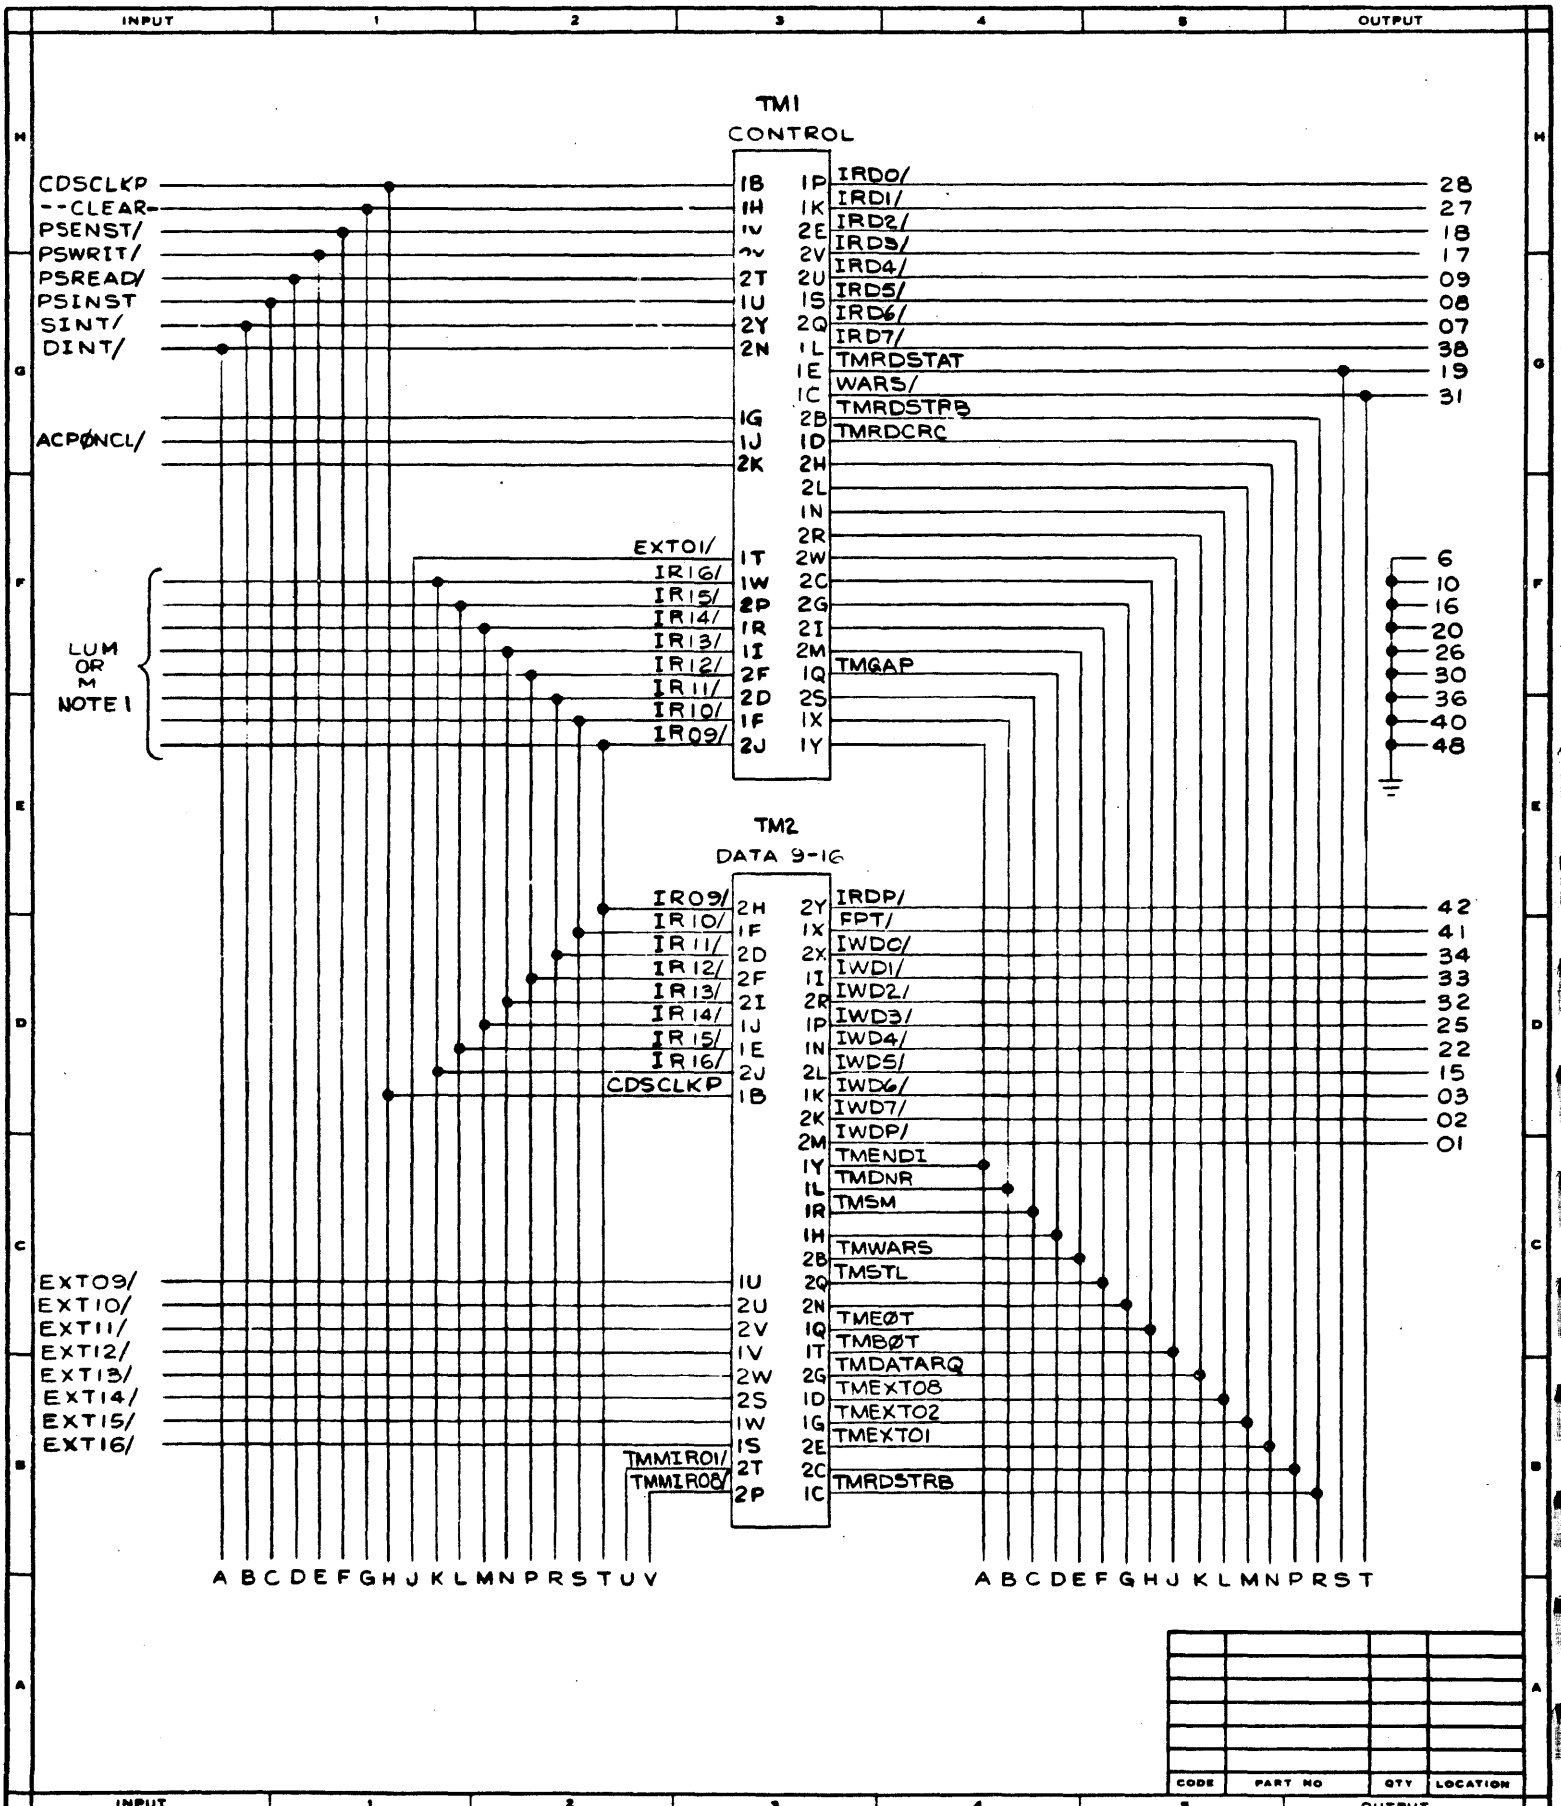 INPUT 1 2 3 4 5 OUTPUT
TM1
CONTROL
H H
CDSCLKP 1B 1P IRD0/ 28
--CLEAR- 1H 1K IRD1/ 27
PSENST/ 1V 2E IRD2/ 18
PSWRIT/ 2V IRD3/ 17
PSREAD/ 2T 2U IRD4/ 09
PSINST 1U 1S IRD5/ 08
SINT/ 2Y 2Q IRD6/ 07
DINT/ 2N 1L IRD7/ 38
G 1E TMRDSTAT 19 G
1C WARS/ 31
1G 2B TMRDSTRB
ACPØNCL/ 1J 1D TMRDCRC
2K 2H
2L
1N
2R
EXT01/ 1T 2W 6
F IR16/ 1W 2C 10 F
IR15/ 2P 2G 16
IR14/ 1R 2I 20
LUM IR13/ 1I 2M 26
OR IR12/ 2F 1Q TMGAP 30
M IR11/ 2D 2S 36
NOTE 1 IR10/ 1F 1X 40
IR09/ 2J 1Y 48
E E
TM2
DATA 9-16
IR09/ 2H 2Y IRDP/ 42
IR10/ 1F 1X FPT/ 41
IR11/ 2D 2X IWD0/ 34
IR12/ 2F 1I IWD1/ 33
IR13/ 2I 2R IWD2/ 32
D IR14/ 1J 1P IWD3/ 25 D
IR15/ 1E 1N IWD4/ 22
IR16/ 2J 2L IWD5/ 15
CDSCLKP 1B 1K IWD6/ 03
2K IWD7/ 02
2M IWDP/ 01
1Y TMENDI
1L TMDNR
1R TMSM
C 1H C
2B TMWARS
EXT09/ 1U 2Q TMSTL
EXT10/ 2U 2N
EXT11/ 2V 1Q TMEØT
EXT12/ 1V 1T TMBØT
EXT13/ 2W 2G TMDATARQ
EXT14/ 2S 1D TMEXT08
EXT15/ 1W 1G TMEXT02
EXT16/ 1S 2E TMEXT01
B TMMIR01/ 2T 2C B
TMMIR08/ 2P 1C TMRDSTRB
A B C D E F G H J K L M N P R S T U V A B C D E F G H J K L M N P R S T
A A
CODE PART NO QTY LOCATION
INPUT 1 2 3 4 5 OUTPUT